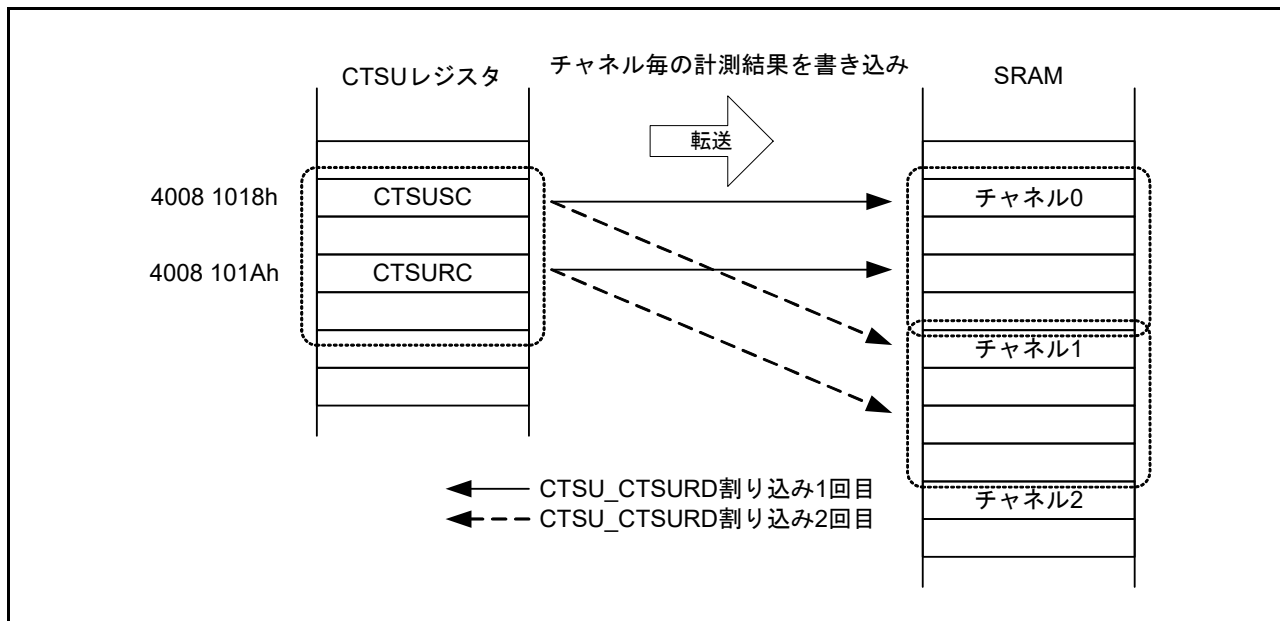 チャネル毎の計測結果を書き込み
CTSUレジスタ
SRAM
転送
4008 1018h
CTSUSC
チャネル0
4008 101Ah
CTSURC
チャネル1
CTSU_CTSURD割り込み1回目
チャネル2
CTSU_CTSURD割り込み2回目